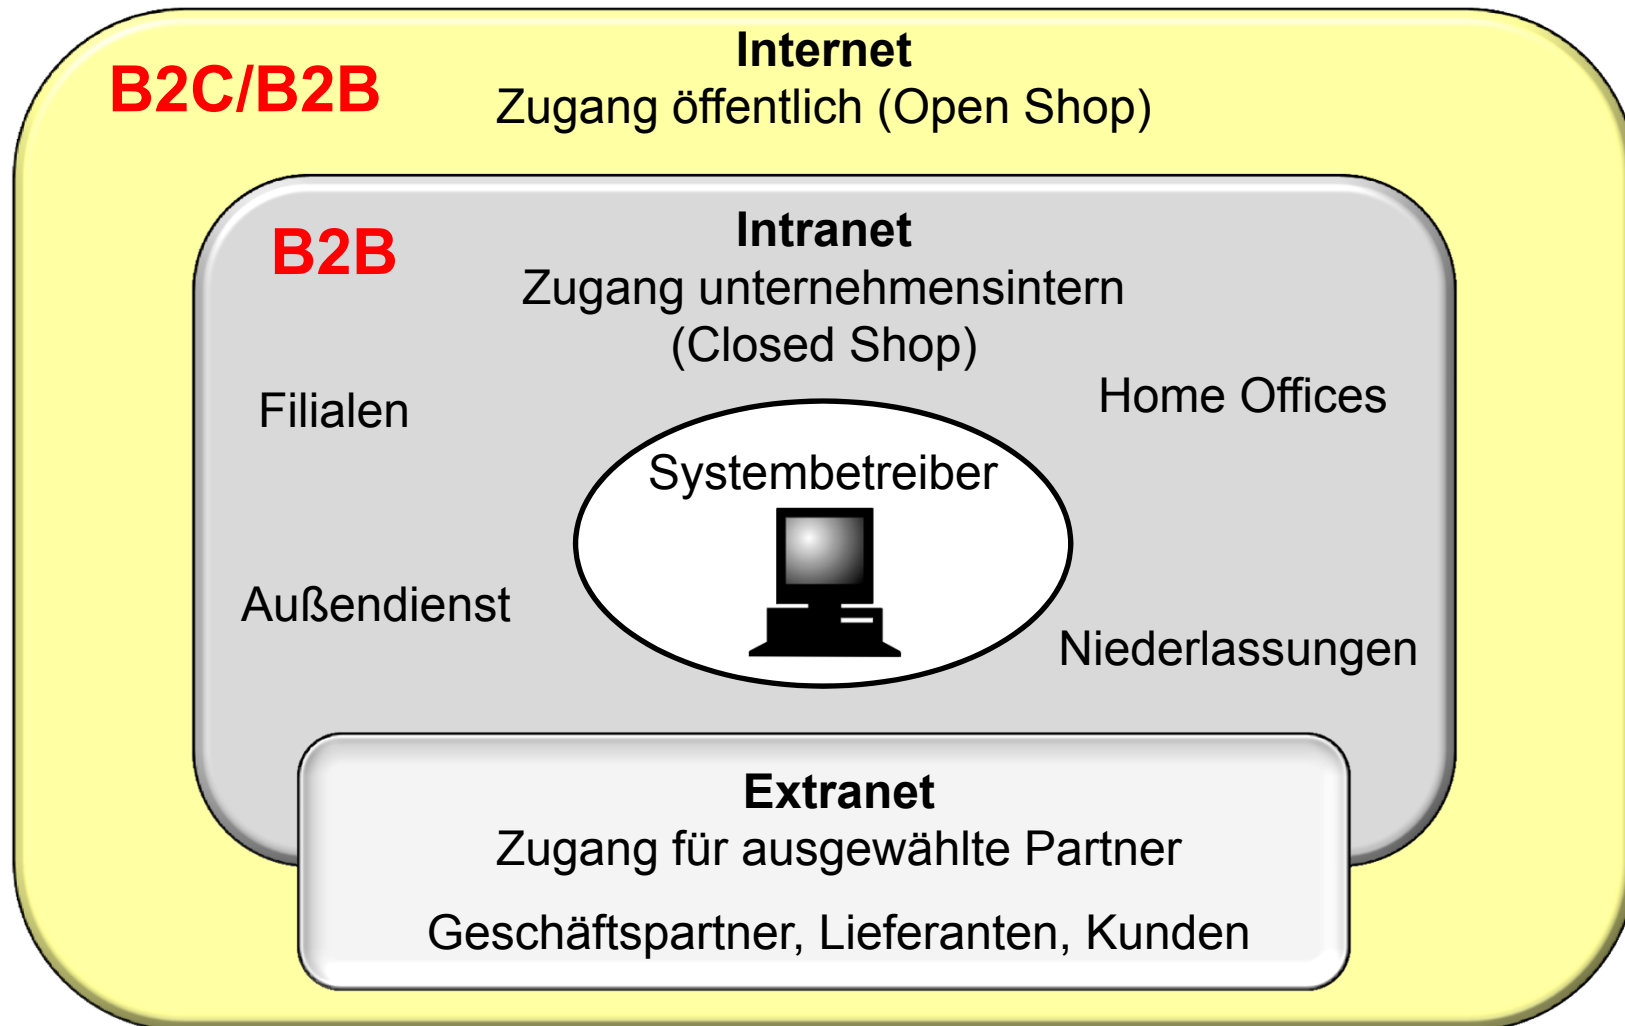 Internet
B2C/B2B
Zugang öffentlich (Open Shop)
Intranet
B2B
Zugang unternehmensintern
(Closed Shop)
Filialen
Home Offices
Systembetreiber
Außendienst
Niederlassungen
Extranet
Zugang für ausgewählte Partner
Geschäftspartner, Lieferanten, Kunden